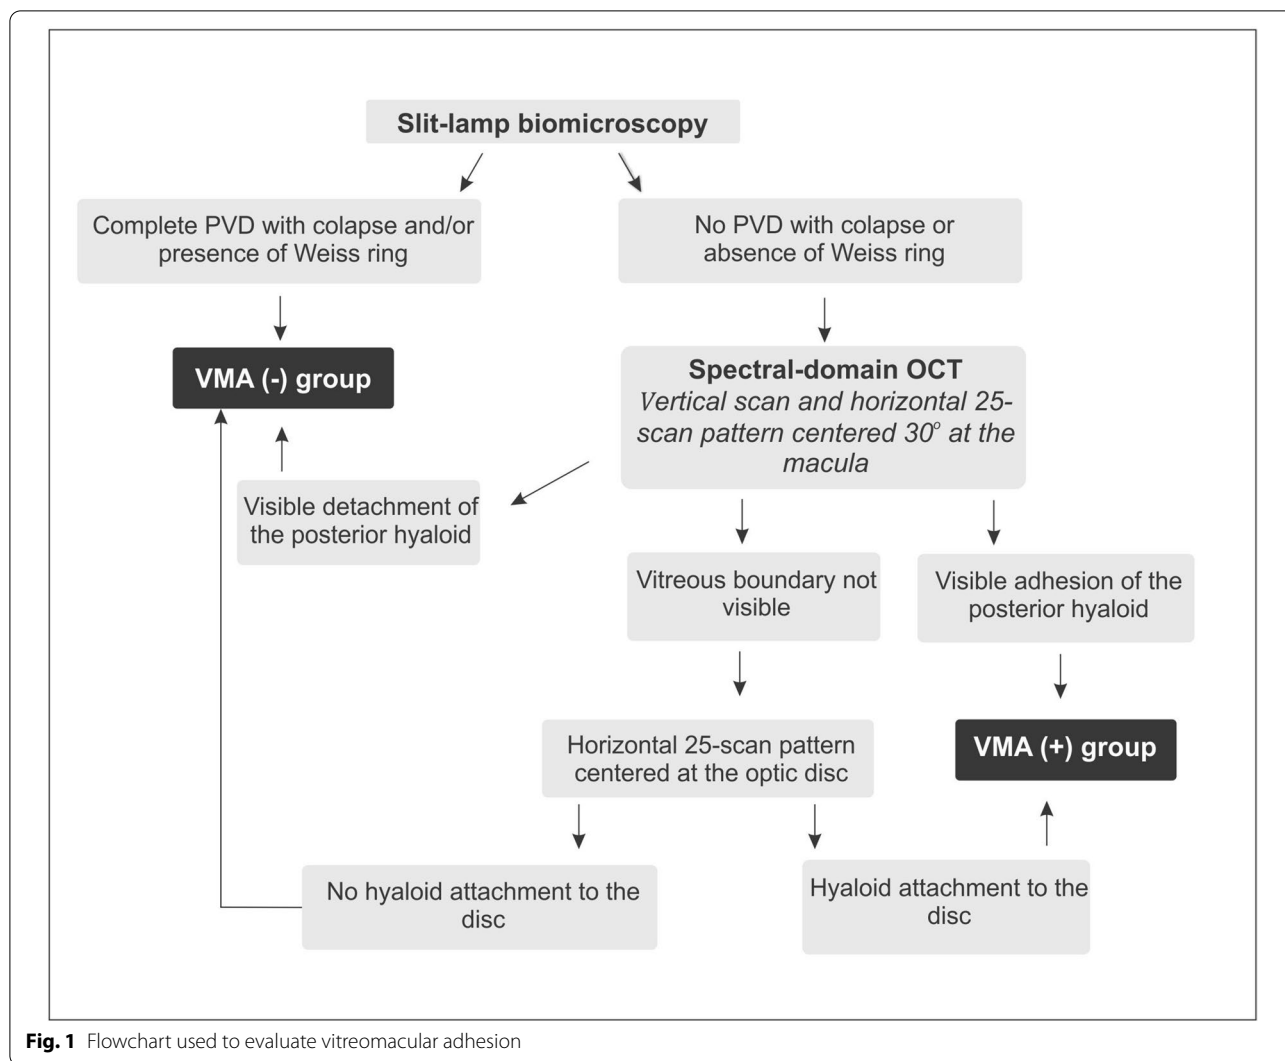 Slit-lamp biomicroscopy
Complete PVD with colapse and/or
presence of Weiss ring
No PVD with colapse or
absence of Weiss ring
VMA (-) group
Spectral-domain OCT
Vertical scan and horizontal 25-
scan pattern centered 30º at the
macula
Visible detachment of
the posterior hyaloid
Vitreous boundary not
visible
Visible adhesion of the
posterior hyaloid
Horizontal 25-scan pattern
centered at the optic disc
VMA (+) group
No hyaloid attachment to the
disc
Hyaloid attachment to the
disc
Fig. 1 Flowchart used to evaluate vitreomacular adhesion